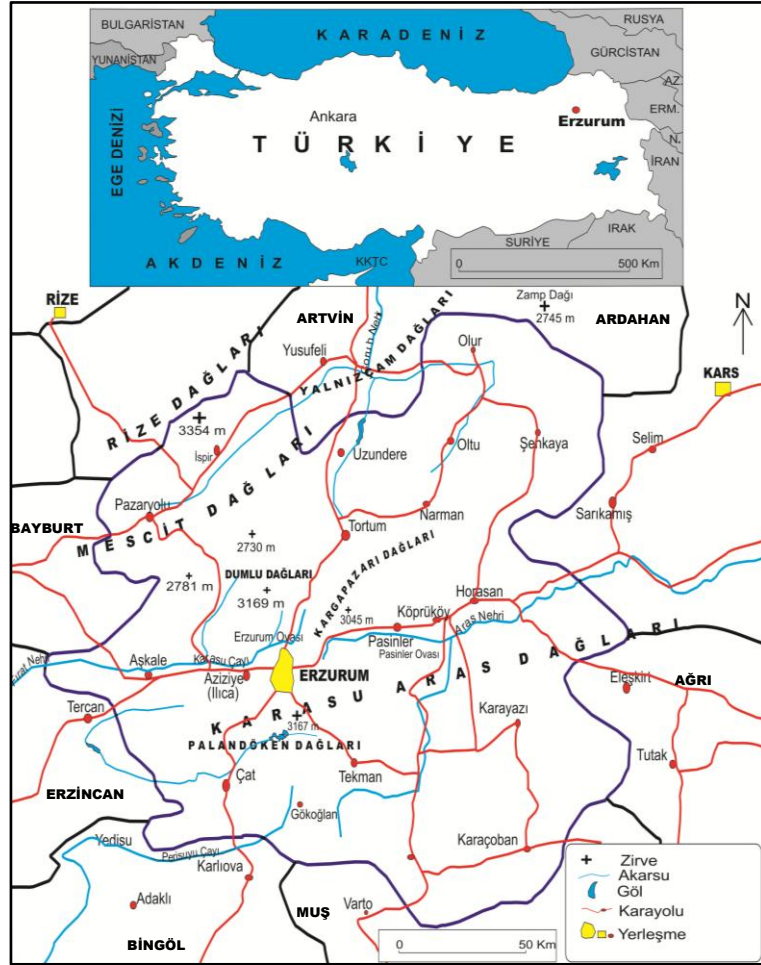 BULGARİSTAN
KARADENİZ
RUSYA
GÜRCİSTAN
YUNANİSTAN
AZ.
Ankara
Erzurum
ERM.
TÜRKİYE
N.
EGE DENİZİ
İRAN
SURİYE
IRAK
AKDENİZ
KKTC
0 500 Km
RİZE
ARTVİN
Zamp Dağı
2745 m
ARDAHAN
N
Yusufeli
Olur
KARS
RİZE DAĞLARI
YALNIZÇAM DAĞLARI
3354 m
İspir
Uzundere
Oltu
Şenkaya
Selim
Pazaryolu
MESCİT DAĞLARI
Narman
Sarıkamış
BAYBURT
Tortum
2730 m
DUMLU DAĞLARI
KARGAPAZARI DAĞLARI
2781 m
3169 m
3045 m
Horasan
Köprüköy
Aras Nehri
Pasinler
Pasinler Ovası
Erzurum Ovası
Karasu Çayı
Fırat Nehri
Aşkale
Aziziye
(Ilıca)
ERZURUM
KARASU ARAS DAĞLARI
Eleşkirt
AĞRI
Tercan
3167 m
Karayazı
PALANDÖKEN DAĞLARI
Tutak
Çat
Tekman
ERZİNCAN
Gökoğlan
Yedisu
Perisuyu Çayı
Karaçoban
Karlıova
Adaklı
MUŞ
Varto
BİNGÖL
0 50 Km
Zirve
Akarsu
Göl
Karayolu
Yerleşme